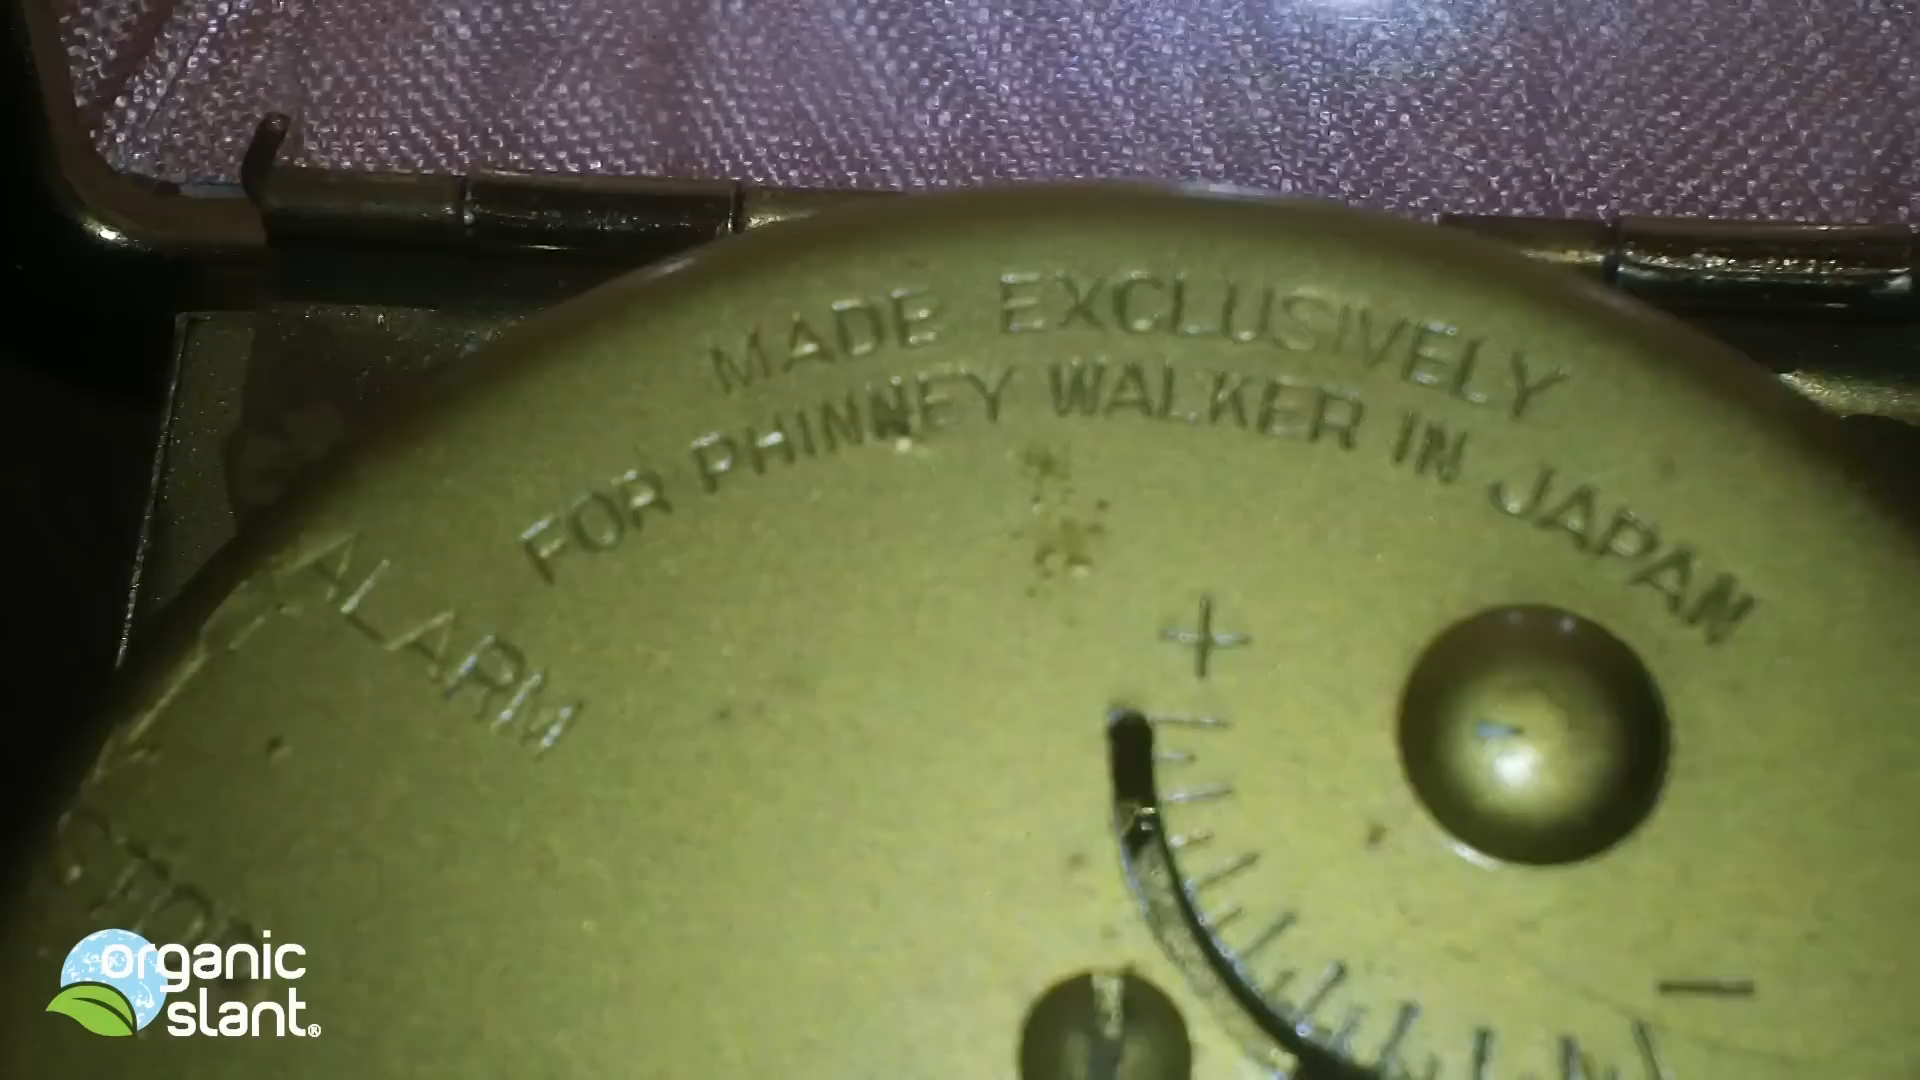 MADE EXCLUSIVELY
FOR PHINNEY WALKER IN JAPAN
ALARM
+
−
organic
slant®